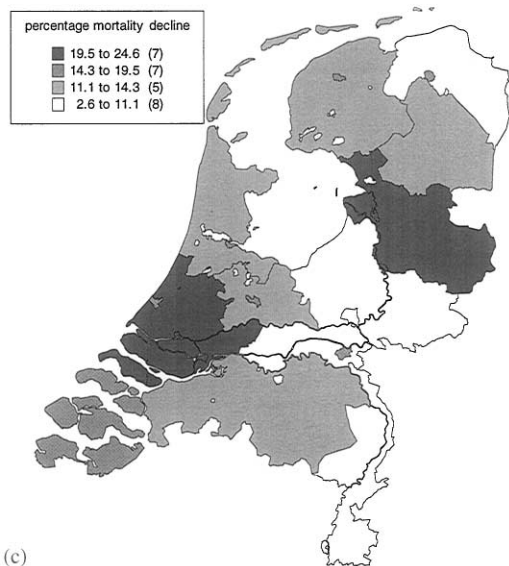 percentage mortality decline
19.5 to 24.6 (7)
14.3 to 19.5 (7)
11.1 to 14.3 (5)
2.6 to 11.1 (8)
(c)